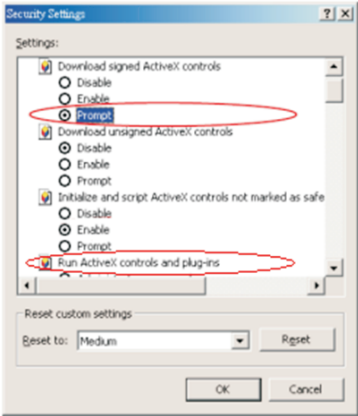 Security Settings
Settings:
Download signed ActiveX controls
Disable
Enable
Prompt
Download unsigned ActiveX controls
Disable
Enable
Prompt
Initialize and script ActiveX controls not marked as safe
Disable
Enable
Prompt
Run ActiveX controls and plug-ins
Reset custom settings
Reset to:
Medium
Reset
OK
Cancel